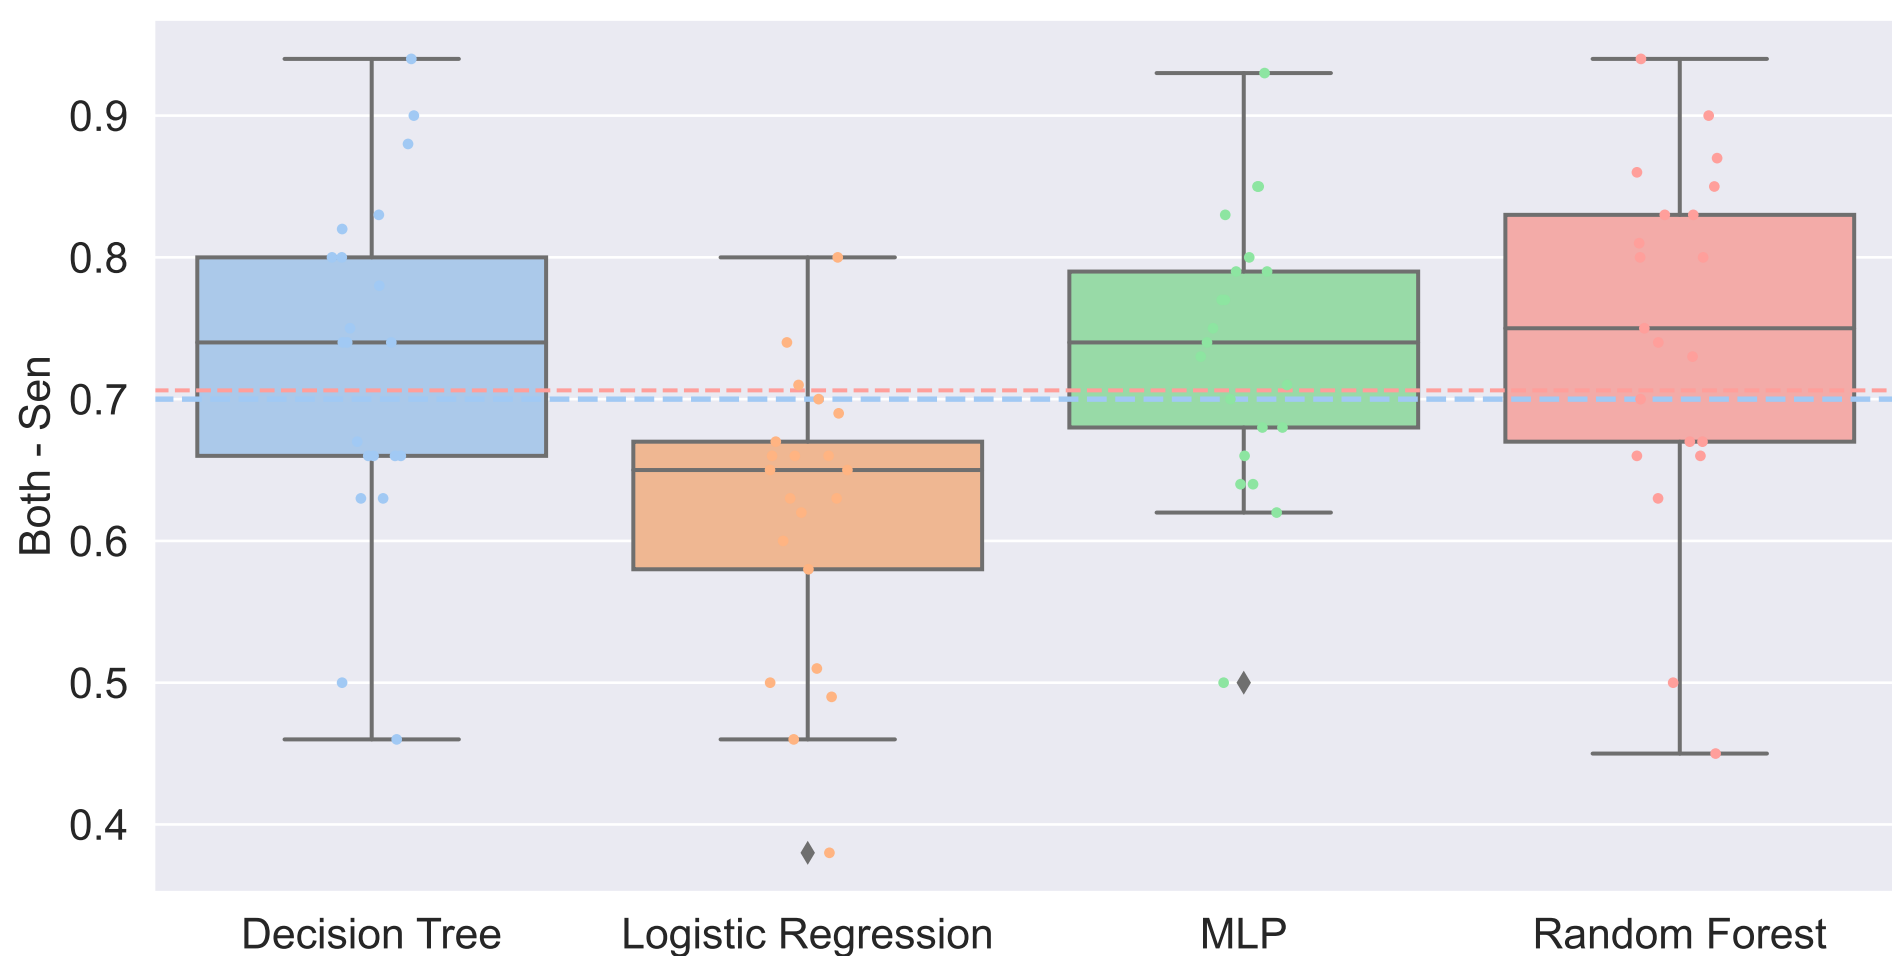 Both - Sen
0.9
0.8
0.7
0.6
0.5
0.4
Decision Tree
Logistic Regression
MLP
Random Forest